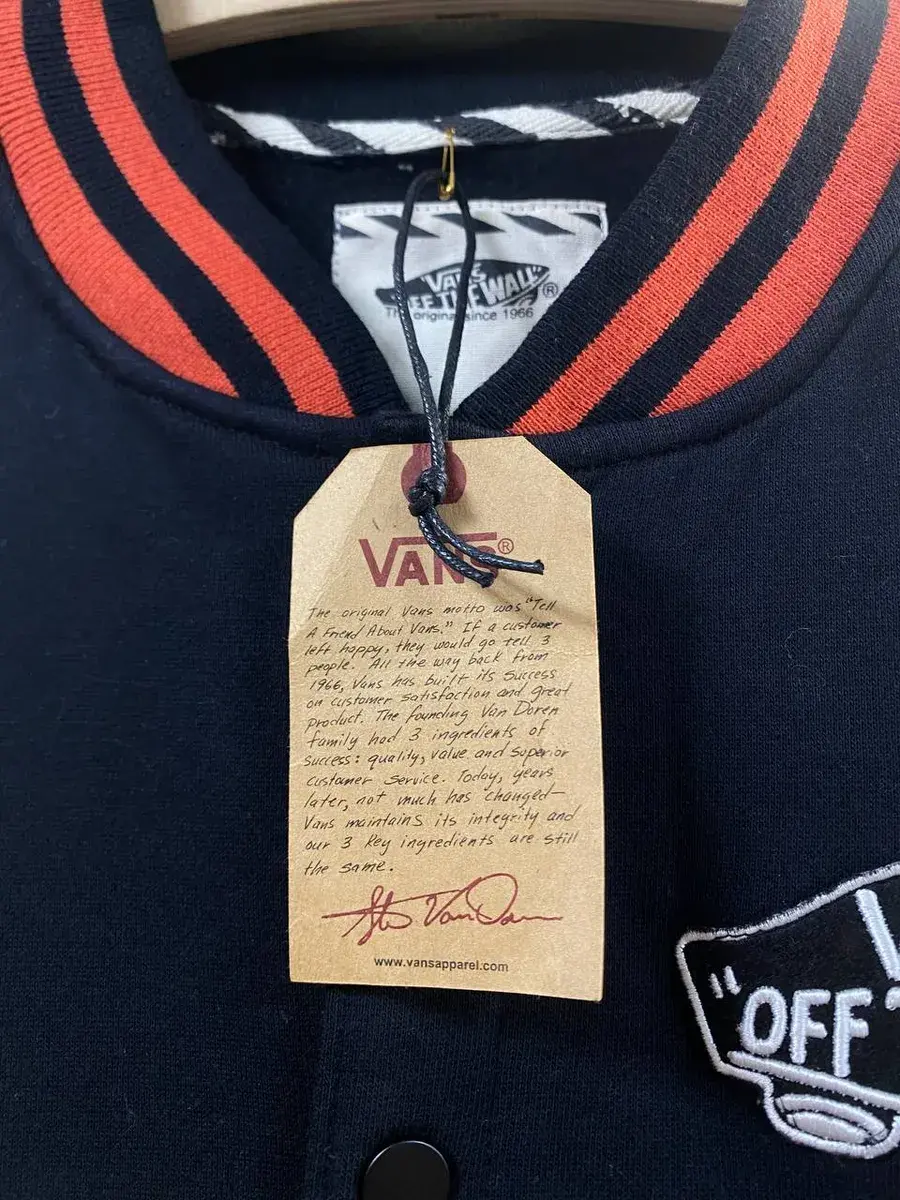 "VANS
"OFF THE WALL"®
The original since 1966
VANS®
The original Vans motto was "Tell
A Friend About Vans." If a customer
left happy, they would go tell 3
people. All the way back from
1966, Vans has built its success
on customer satisfaction and great
product. The founding Van Doren
family had 3 ingredients of
success: quality, value and superior
customer service. Today, years
later, not much has changed—
Vans maintains its integrity and
our 3 key ingredients are still
the same.
Steve Van Doren
www.vansapparel.com
"OFF